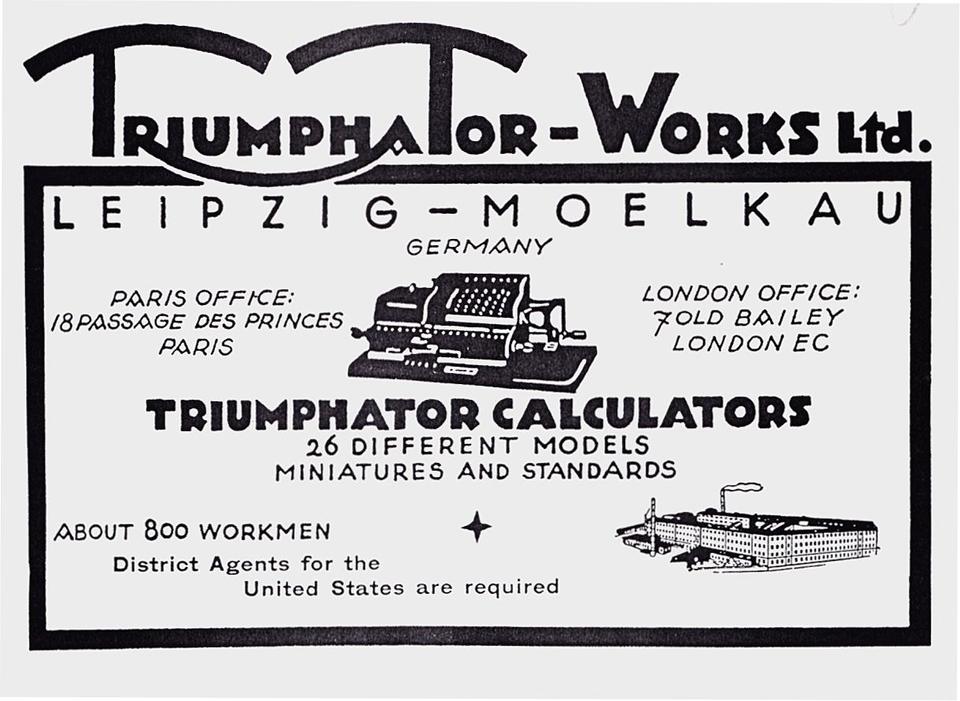 TRIUMPHATOR-WORKS Ltd.
LEIPZIG-MOELKAU
GERMANY
PARIS OFFICE:
18 PASSAGE DES PRINCES
PARIS
LONDON OFFICE:
7 OLD BAILEY
LONDON EC
TRIUMPHATOR CALCULATORS
26 DIFFERENT MODELS
MINIATURES AND STANDARDS
ABOUT 800 WORKMEN
District Agents for the
United States are required